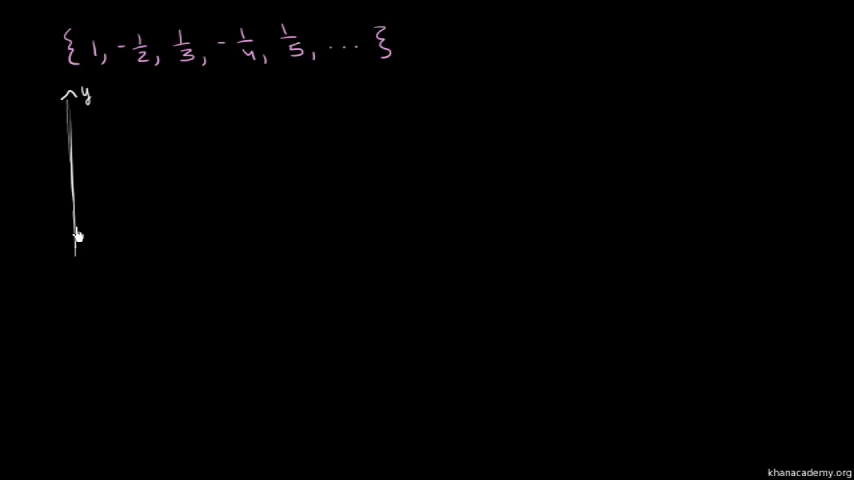 { 1, -1/2, 1/3, -1/4, 1/5, ... }
y
khanacademy.org